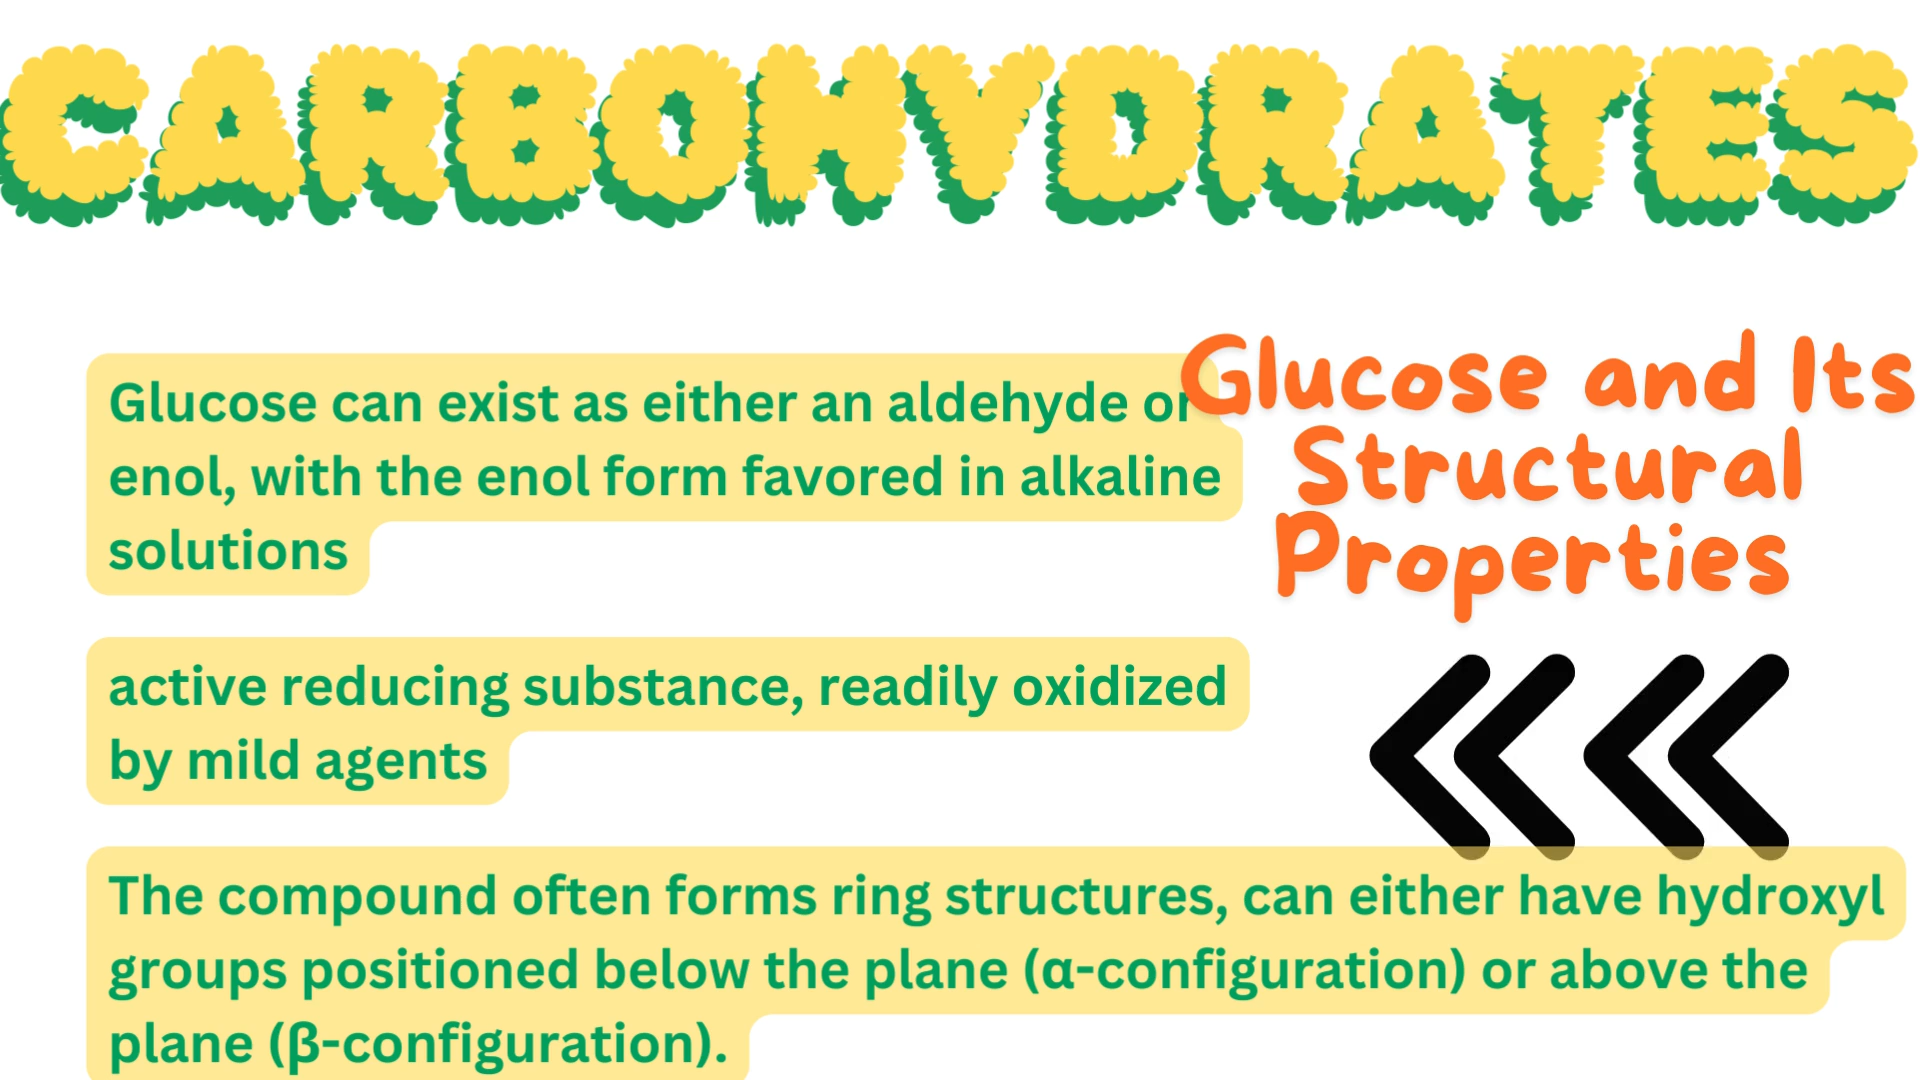 CARBOHYDRATES
Glucose can exist as either an aldehyde or
enol, with the enol form favored in alkaline
solutions
Glucose and Its
Structural
Properties
active reducing substance, readily oxidized
by mild agents
The compound often forms ring structures, can either have hydroxyl
groups positioned below the plane (α-configuration) or above the
plane (β-configuration).